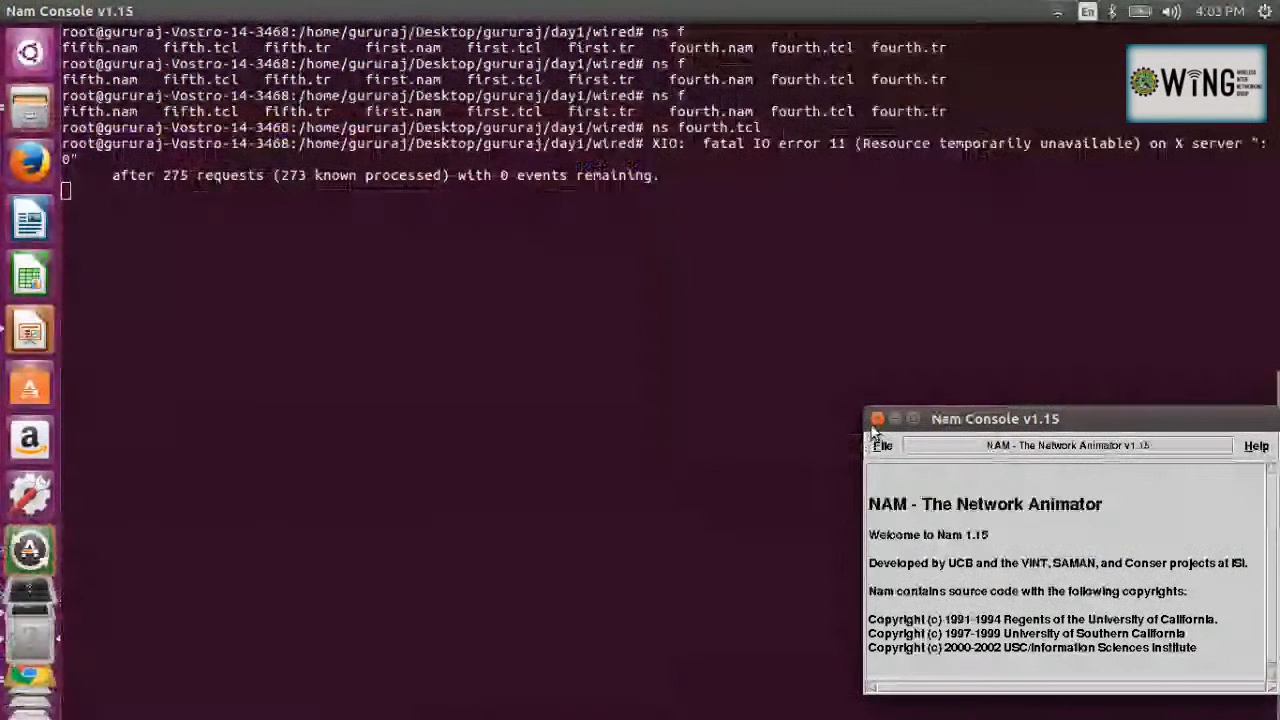 Nam Console v1.15
En
4:03 PM
root@gururaj-Vostro-14-3468:/home/gururaj/Desktop/gururaj/day1/wired# ns f
fifth.nam fifth.tcl fifth.tr first.nam first.tcl first.tr fourth.nam fourth.tcl fourth.tr
root@gururaj-Vostro-14-3468:/home/gururaj/Desktop/gururaj/day1/wired# ns f
fifth.nam fifth.tcl fifth.tr first.nam first.tcl first.tr fourth.nam fourth.tcl fourth.tr
root@gururaj-Vostro-14-3468:/home/gururaj/Desktop/gururaj/day1/wired# ns f
fifth.nam fifth.tcl fifth.tr first.nam first.tcl first.tr fourth.nam fourth.tcl fourth.tr
root@gururaj-Vostro-14-3468:/home/gururaj/Desktop/gururaj/day1/wired# ns fourth.tcl
root@gururaj-Vostro-14-3468:/home/gururaj/Desktop/gururaj/day1/wired# XIO:  fatal IO error 11 (Resource temporarily unavailable) on X server ":
0"
after 275 requests (273 known processed) with 0 events remaining.
WiNG
WIRELESS
INTER
NETWORKING
GROUP
Nam Console v1.15
File
NAM - The Network Animator v1.15
Help
NAM - The Network Animator
Welcome to Nam 1.15
Developed by UCB and the VINT, SAMAN, and Conser projects at ISI.
Nam contains source code with the following copyrights:
Copyright (c) 1991-1994 Regents of the University of California.
Copyright (c) 1997-1999 University of Southern California
Copyright (c) 2000-2002 USC/Information Sciences Institute